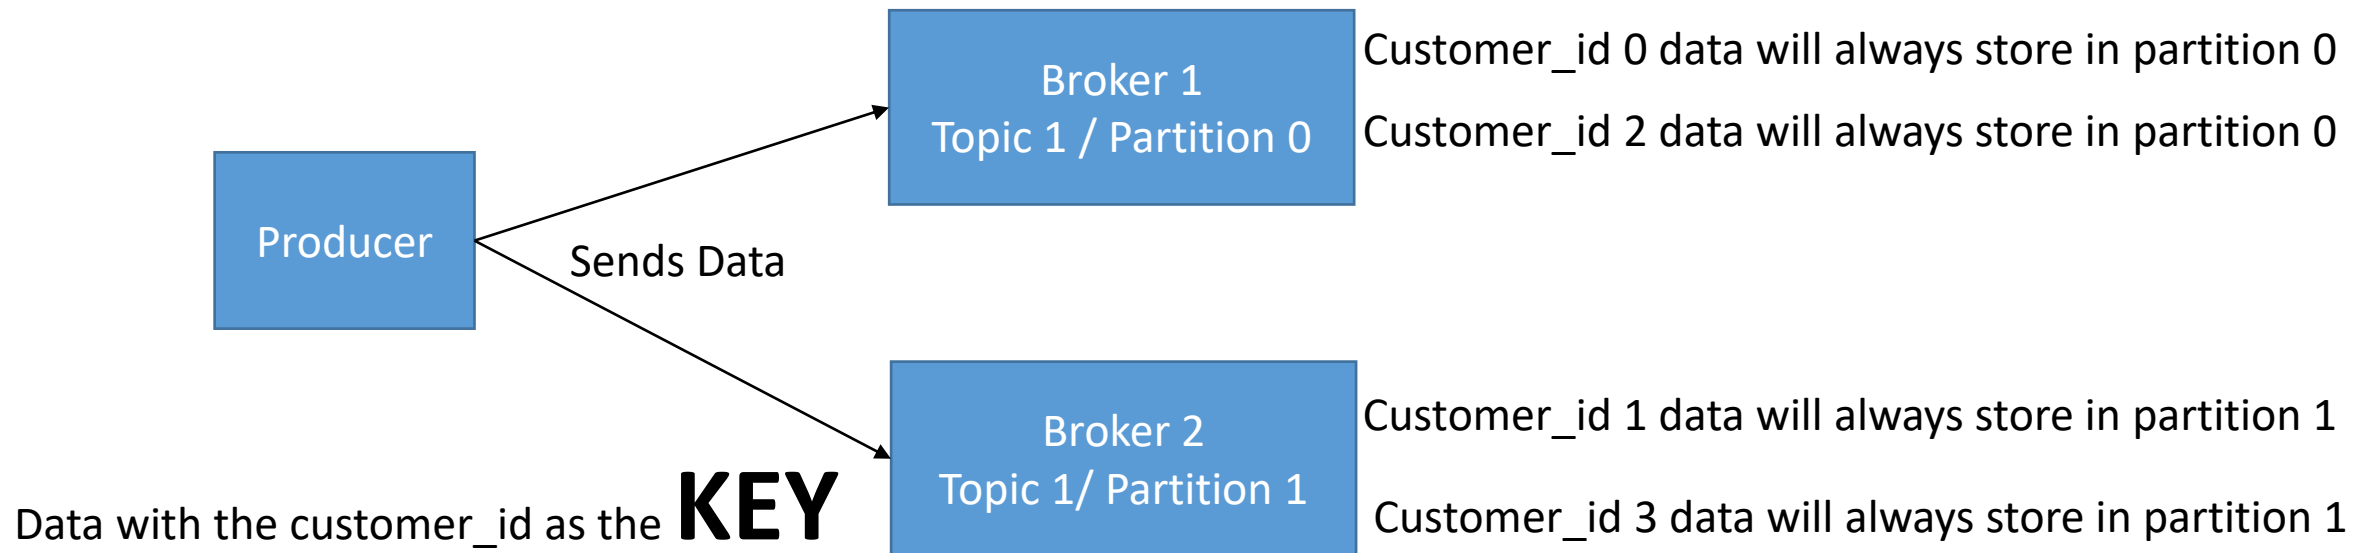 Producer
Sends Data
Data with the customer_id as the KEY
Broker 1
Topic 1 / Partition 0
Customer_id 0 data will always store in partition 0
Customer_id 2 data will always store in partition 0
Broker 2
Topic 1/ Partition 1
Customer_id 1 data will always store in partition 1
Customer_id 3 data will always store in partition 1